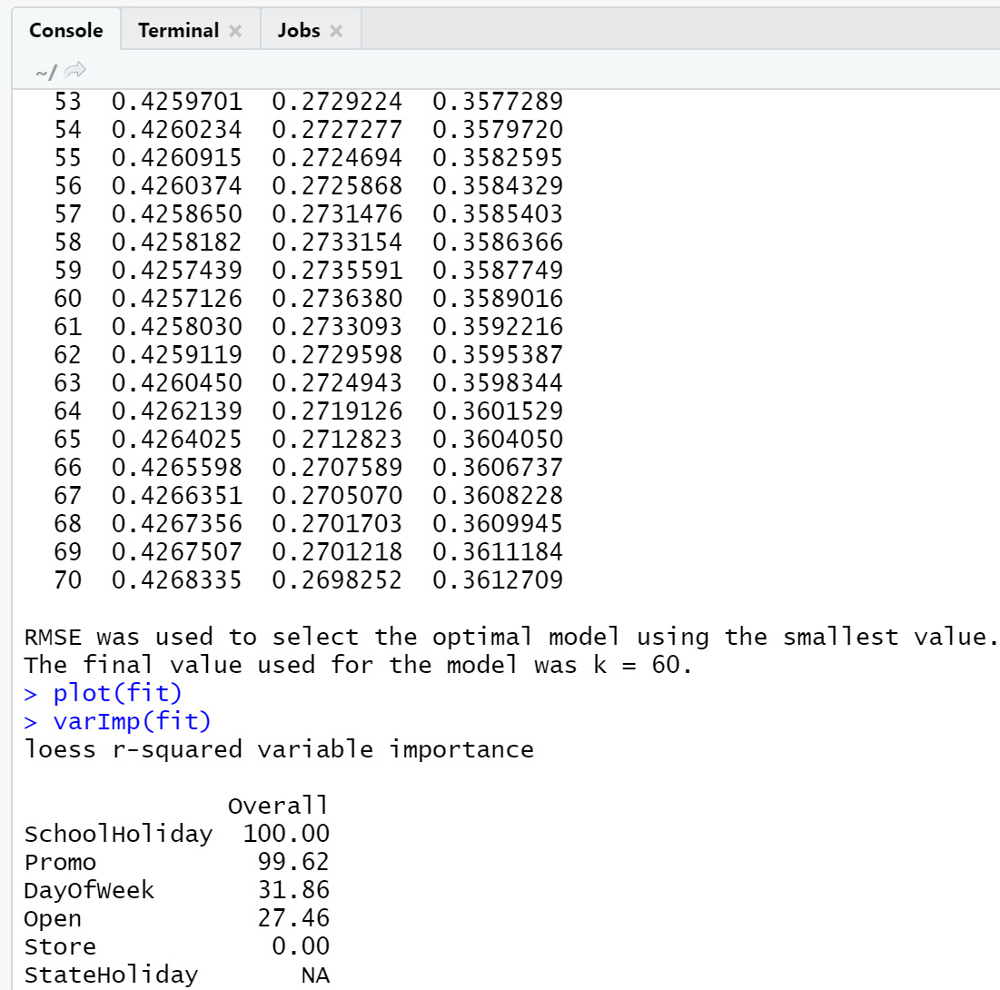 Console Terminal Jobs
~/
53 0.4259701 0.2729224 0.3577289
54 0.4260234 0.2727277 0.3579720
55 0.4260915 0.2724694 0.3582595
56 0.4260374 0.2725868 0.3584329
57 0.4258650 0.2731476 0.3585403
58 0.4258182 0.2733154 0.3586366
59 0.4257439 0.2735591 0.3587749
60 0.4257126 0.2736380 0.3589016
61 0.4258030 0.2733093 0.3592216
62 0.4259119 0.2729598 0.3595387
63 0.4260450 0.2724943 0.3598344
64 0.4262139 0.2719126 0.3601529
65 0.4264025 0.2712823 0.3604050
66 0.4265598 0.2707589 0.3606737
67 0.4266351 0.2705070 0.3608228
68 0.4267356 0.2701703 0.3609945
69 0.4267507 0.2701218 0.3611184
70 0.4268335 0.2698252 0.3612709
RMSE was used to select the optimal model using the smallest value.
The final value used for the model was k = 60.
> plot(fit)
> varImp(fit)
loess r-squared variable importance
Overall
SchoolHoliday 100.00
Promo 99.62
DayOfWeek 31.86
Open 27.46
Store 0.00
StateHoliday NA